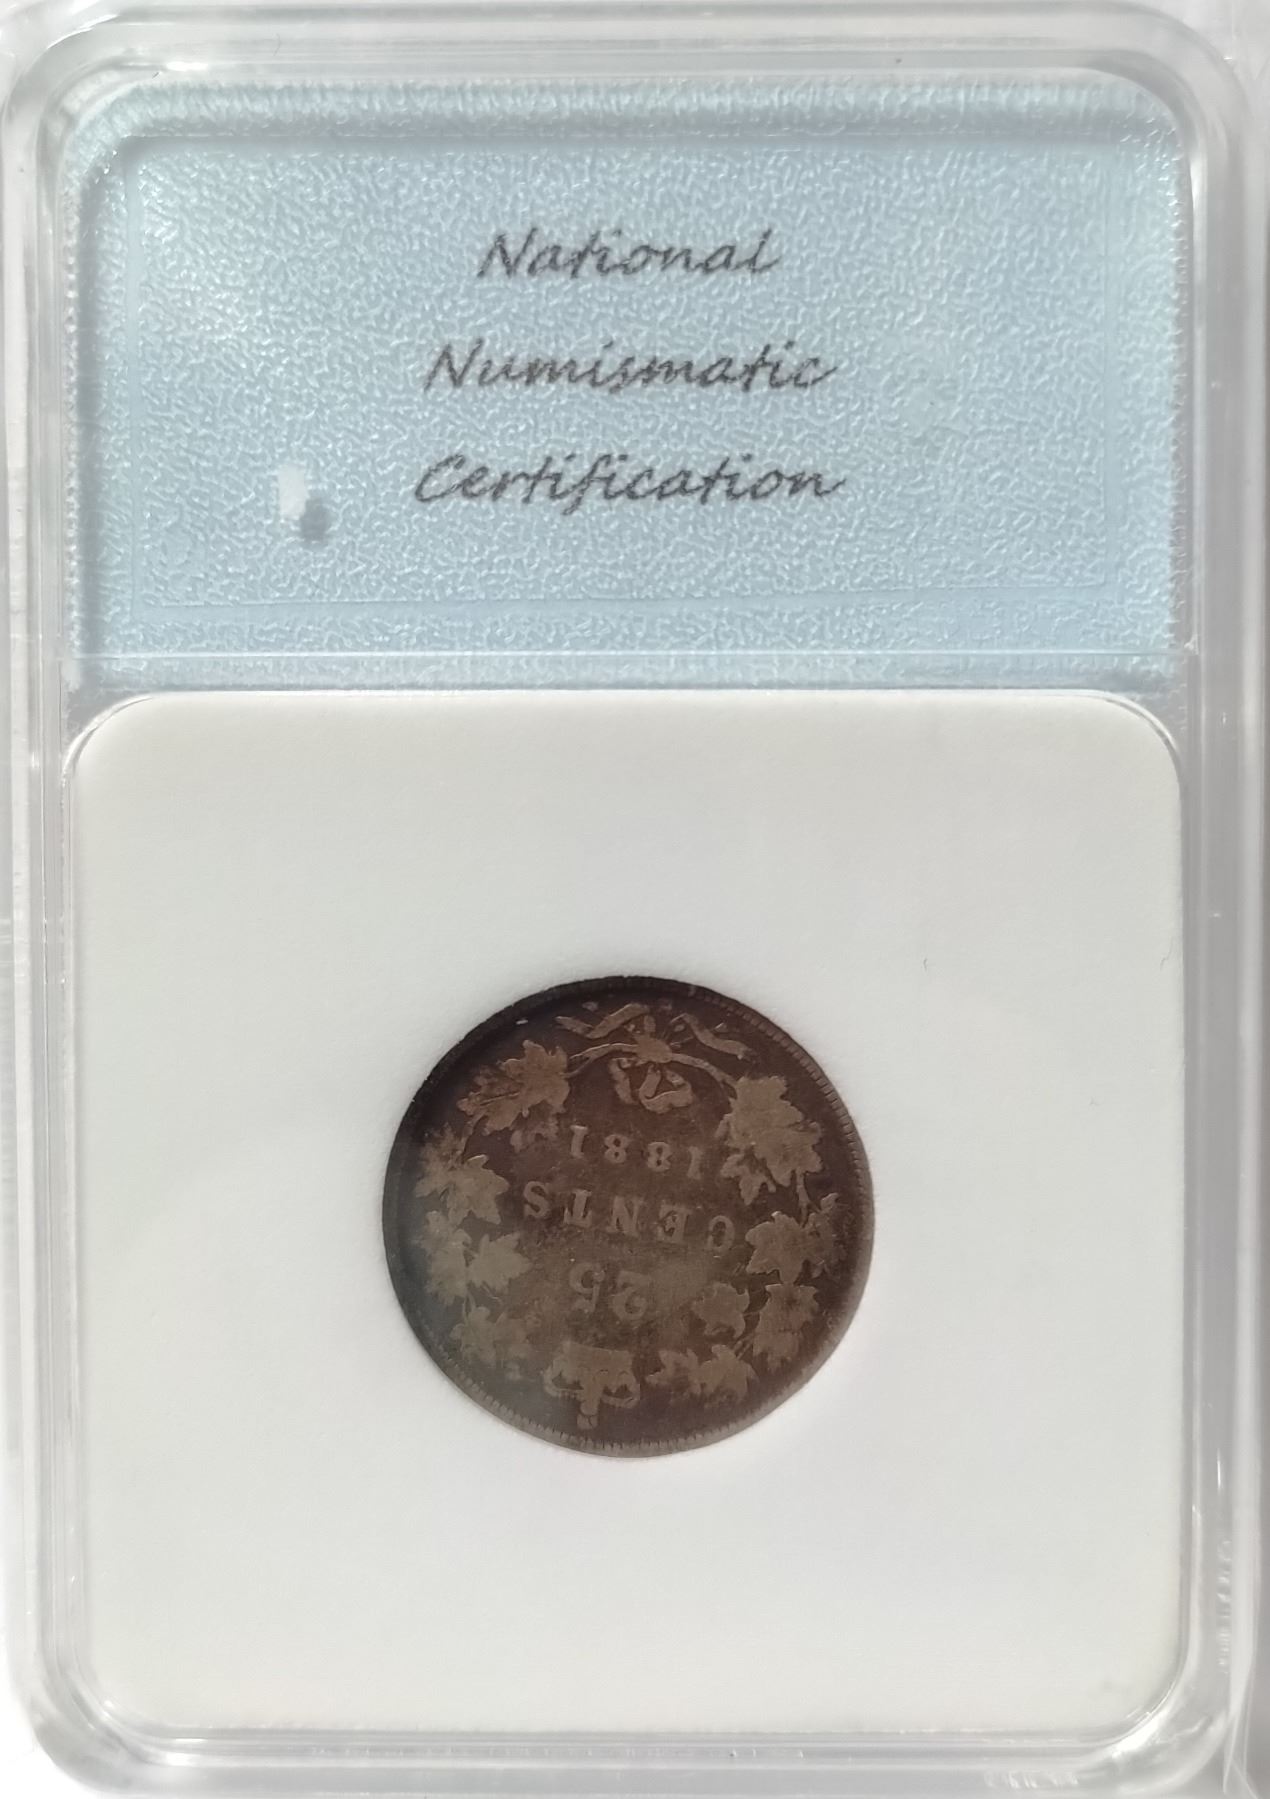 National
Numismatic
Certification
25
CENTS
1881